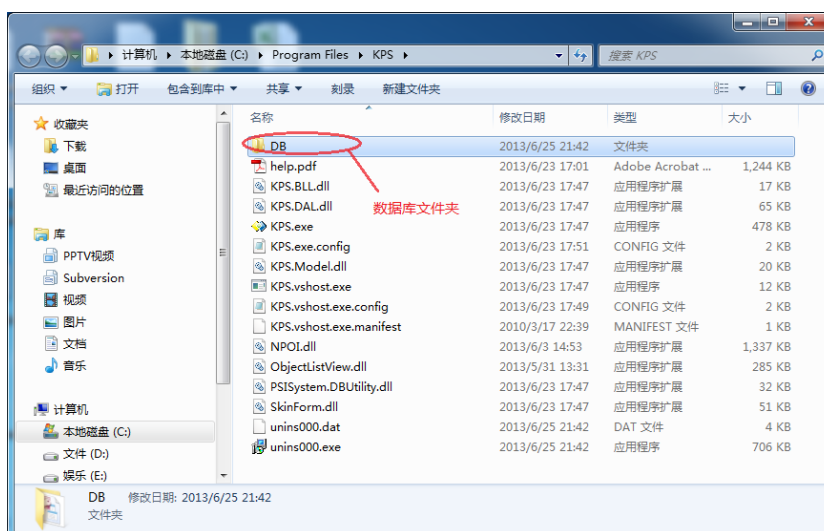 计算机 本地磁盘 (C:) Program Files KPS 搜索 KPS
组织 打开 包含到库中 共享 刻录 新建文件夹
收藏夹
下载
桌面
最近访问的位置
库
PPTV视频
Subversion
视频
图片
文档
音乐
计算机
本地磁盘 (C:)
文件 (D:)
娱乐 (E:)
名称 修改日期 类型 大小
DB 2013/6/25 21:42 文件夹
help.pdf 2013/6/23 17:01 Adobe Acrobat ... 1,244 KB
KPS.BLL.dll 2013/6/23 17:47 应用程序扩展 17 KB
KPS.DAL.dll 2013/6/23 17:47 应用程序扩展 65 KB
KPS.exe 2013/6/23 17:47 应用程序 478 KB
KPS.exe.config 2013/6/23 17:51 CONFIG 文件 2 KB
KPS.Model.dll 2013/6/23 17:47 应用程序扩展 20 KB
KPS.vshost.exe 2013/6/23 17:47 应用程序 12 KB
KPS.vshost.exe.config 2013/6/23 17:49 CONFIG 文件 2 KB
KPS.vshost.exe.manifest 2010/3/17 22:39 MANIFEST 文件 1 KB
NPOI.dll 2013/6/3 14:53 应用程序扩展 1,337 KB
ObjectListView.dll 2013/5/31 13:31 应用程序扩展 285 KB
PSISystem.DBUtility.dll 2013/6/23 17:47 应用程序扩展 32 KB
SkinForm.dll 2013/6/23 17:47 应用程序扩展 51 KB
unins000.dat 2013/6/25 21:42 DAT 文件 4 KB
unins000.exe 2013/6/25 21:42 应用程序 706 KB
数据库文件夹
DB 修改日期: 2013/6/25 21:42
文件夹